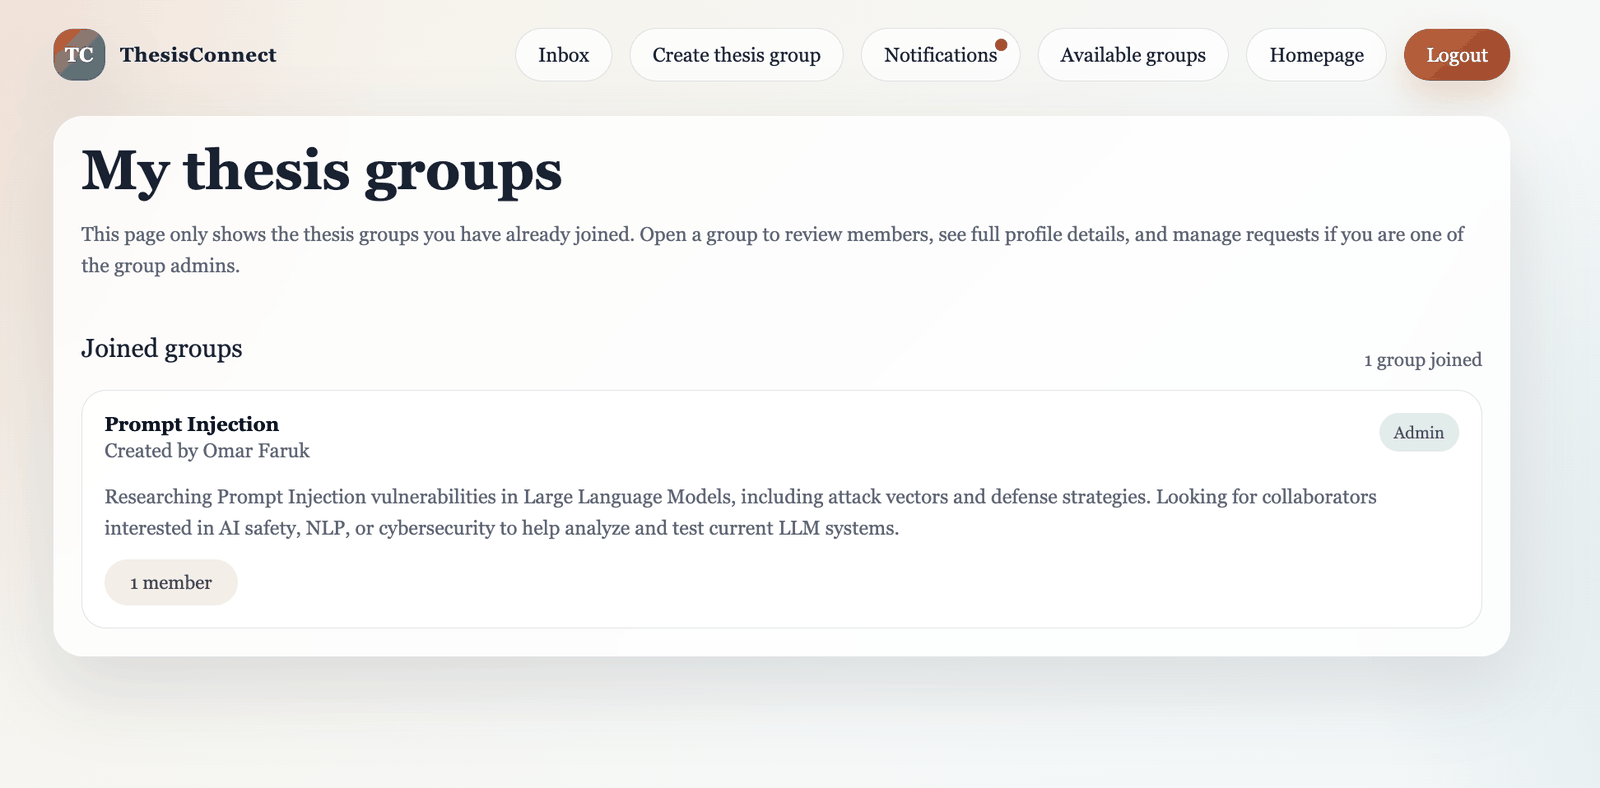 TC ThesisConnect
Inbox
Create thesis group
Notifications
Available groups
Homepage
Logout
My thesis groups
This page only shows the thesis groups you have already joined. Open a group to review members, see full profile details, and manage requests if you are one of
the group admins.
Joined groups
1 group joined
Prompt Injection
Admin
Created by Omar Faruk
Researching Prompt Injection vulnerabilities in Large Language Models, including attack vectors and defense strategies. Looking for collaborators
interested in AI safety, NLP, or cybersecurity to help analyze and test current LLM systems.
1 member